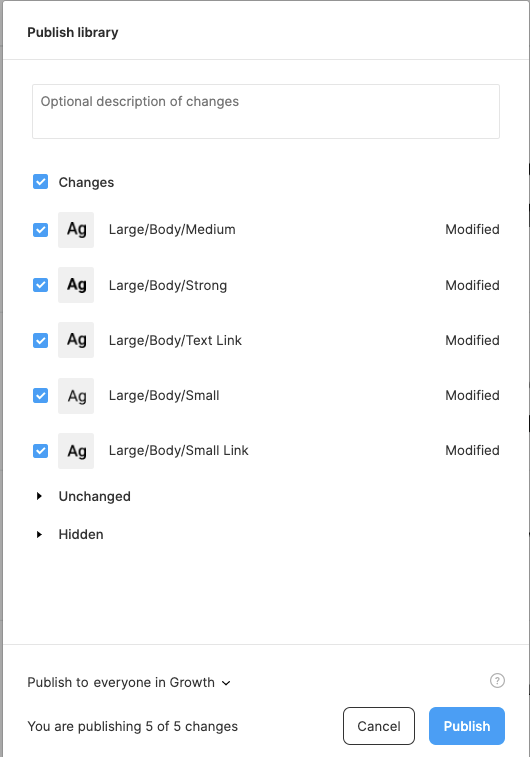 Publish library
Optional description of changes
Changes
Ag Large/Body/Medium Modified
Ag Large/Body/Strong Modified
Ag Large/Body/Text Link Modified
Ag Large/Body/Small Modified
Ag Large/Body/Small Link Modified
Unchanged
Hidden
Publish to everyone in Growth ?
You are publishing 5 of 5 changes Cancel Publish